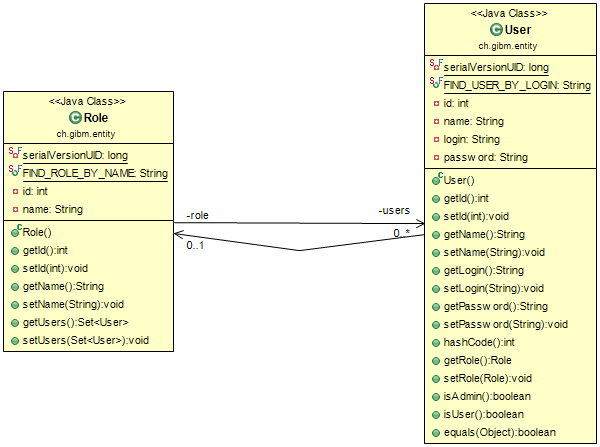 <<Java Class>>
Role
ch.gibm.entity
serialVersionUID: long
FIND_ROLE_BY_NAME: String
id: int
name: String
Role()
getId():int
setId(int):void
getName():String
setName(String):void
getUsers():Set<User>
setUsers(Set<User>):void
-role
0..1
-users
0..*
<<Java Class>>
User
ch.gibm.entity
serialVersionUID: long
FIND_USER_BY_LOGIN: String
id: int
name: String
login: String
password: String
User()
getId():int
setId(int):void
getName():String
setName(String):void
getLogin():String
setLogin(String):void
getPassword():String
setPassword(String):void
hashCode():int
getRole():Role
setRole(Role):void
isAdmin():boolean
isUser():boolean
equals(Object):boolean